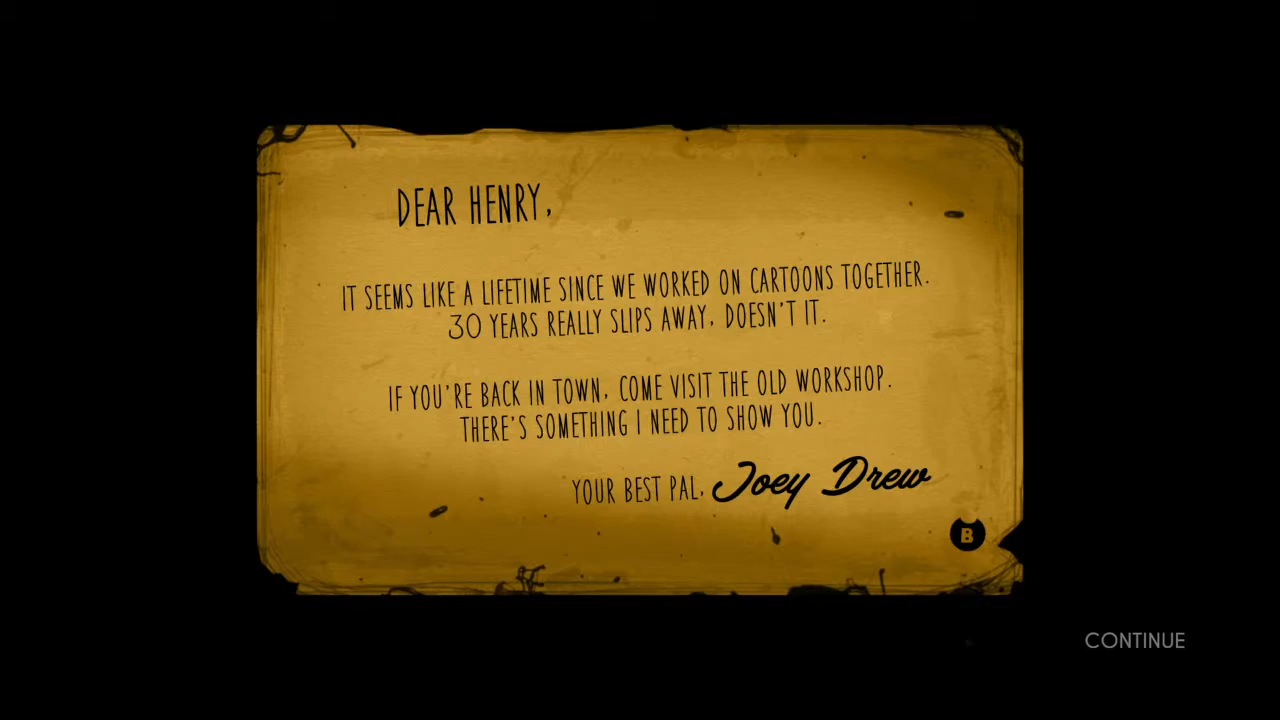 DEAR HENRY,
IT SEEMS LIKE A LIFETIME SINCE WE WORKED ON CARTOONS TOGETHER.
30 YEARS REALLY SLIPS AWAY, DOESN'T IT.
IF YOU'RE BACK IN TOWN, COME VISIT THE OLD WORKSHOP.
THERE'S SOMETHING I NEED TO SHOW YOU.
YOUR BEST PAL, Joey Drew
B
CONTINUE